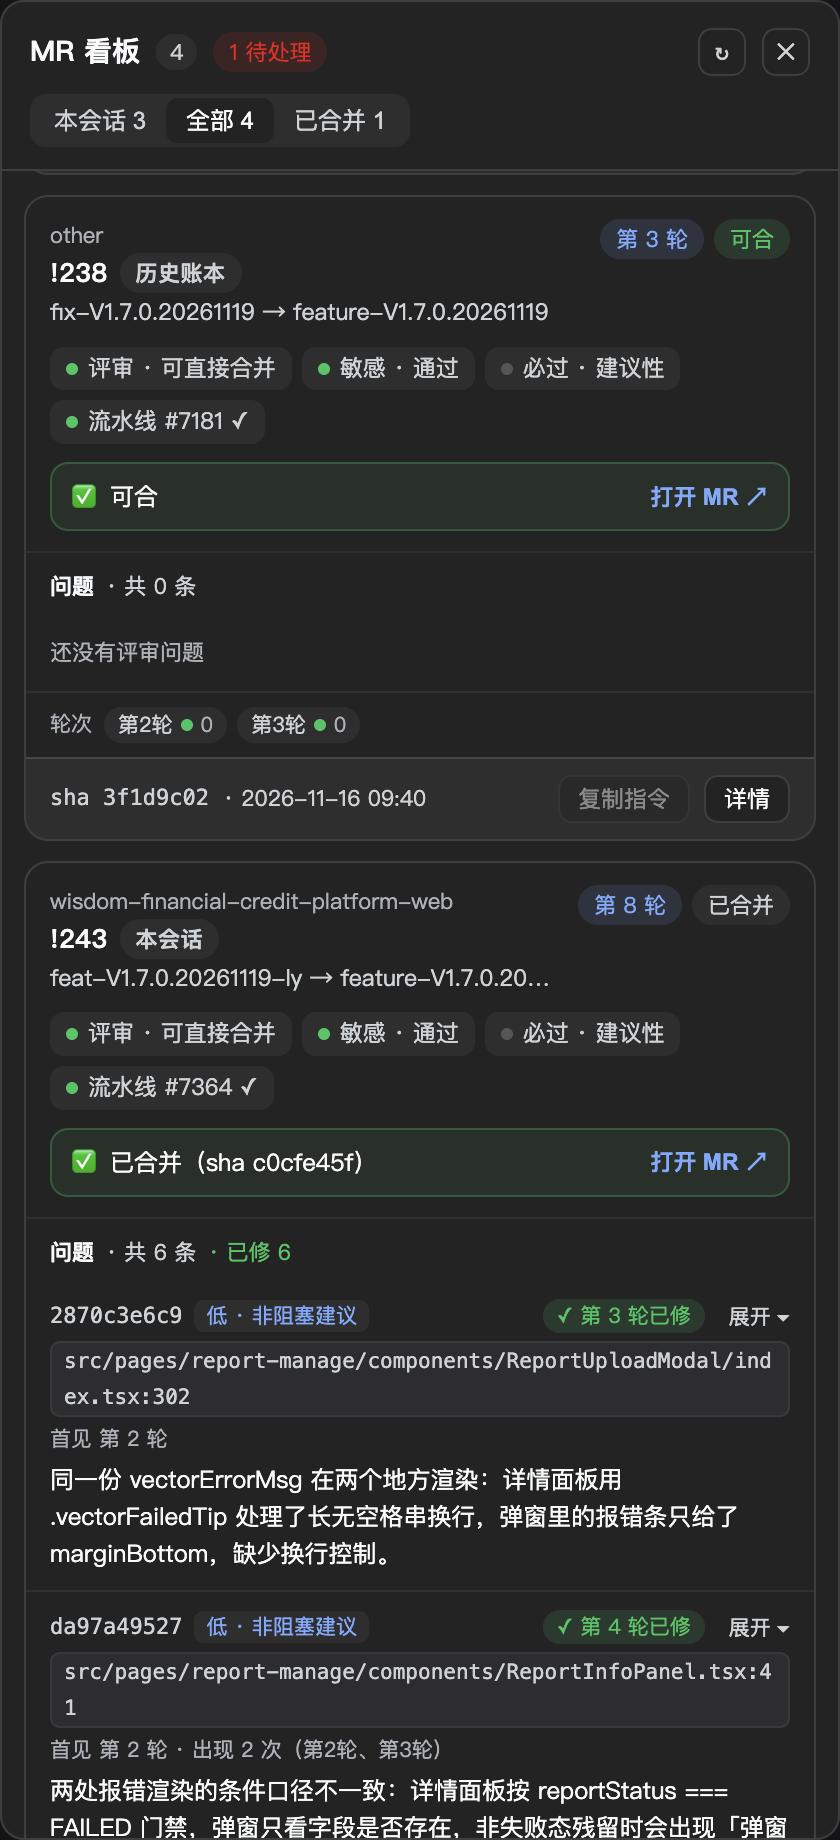 MR 看板 4 1 待处理 ↻ ✕
本会话 3 全部 4 已合并 1
other 第 3 轮 可合
!238 历史账本
fix-V1.7.0.20261119 → feature-V1.7.0.20261119
评审 · 可直接合并 敏感 · 通过 必过 · 建议性
流水线 #7181 ✓
✅ 可合 打开 MR ↗
问题 · 共 0 条
还没有评审问题
轮次 第2轮 0 第3轮 0
sha 3f1d9c02 · 2026-11-16 09:40 复制指令 详情
wisdom-financial-credit-platform-web 第 8 轮 已合并
!243 本会话
feat-V1.7.0.20261119-ly → feature-V1.7.0.20...
评审 · 可直接合并 敏感 · 通过 必过 · 建议性
流水线 #7364 ✓
✅ 已合并（sha c0cfe45f） 打开 MR ↗
问题 · 共 6 条 · 已修 6
2870c3e6c9 低 · 非阻塞建议 ✓ 第 3 轮已修 展开
src/pages/report-manage/components/ReportUploadModal/ind
ex.tsx:302
首见 第 2 轮
同一份 vectorErrorMsg 在两个地方渲染：详情面板用
.vectorFailedTip 处理了长无空格串换行，弹窗里的报错条只给了
marginBottom，缺少换行控制。
da97a49527 低 · 非阻塞建议 ✓ 第 4 轮已修 展开
src/pages/report-manage/components/ReportInfoPanel.tsx:4
1
首见 第 2 轮 · 出现 2 次（第2轮、第3轮）
两处报错渲染的条件口径不一致：详情面板按 reportStatus ===
FAILED 门禁，弹窗只看字段是否存在，非失败态残留时会出现「弹窗